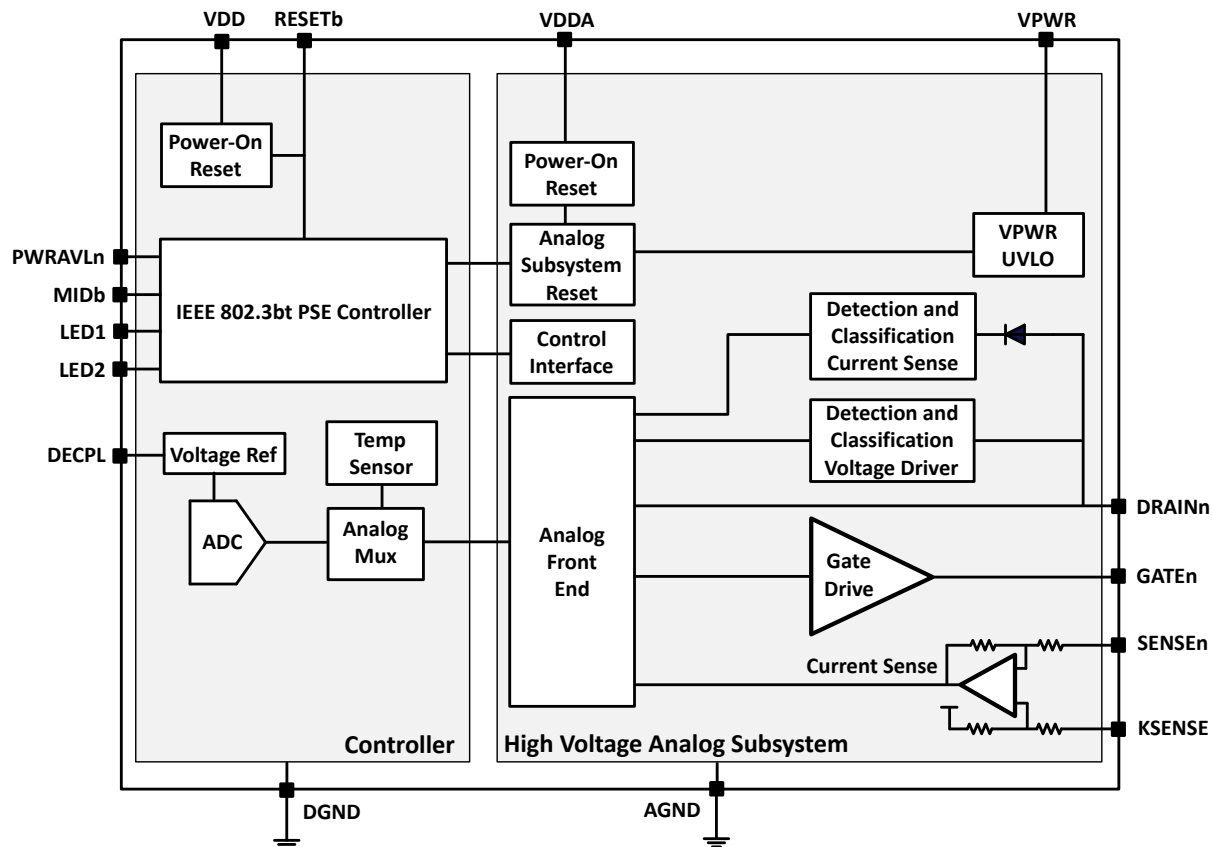 VDD
RESETb
VDDA
VPWR
Power-On
Reset
Power-On
Reset
PWRAVLn
MIDb
LED1
LED2
IEEE 802.3bt PSE Controller
Analog
Subsystem
Reset
VPWR
UVLO
Control
Interface
Detection and
Classification
Current Sense
Detection and
Classification
Voltage Driver
DECPL
Voltage Ref
Temp
Sensor
ADC
Analog
Mux
Analog
Front
End
Gate
Drive
Current Sense
DRAINn
GATEn
SENSEn
KSENSE
Controller
High Voltage Analog Subsystem
DGND
AGND